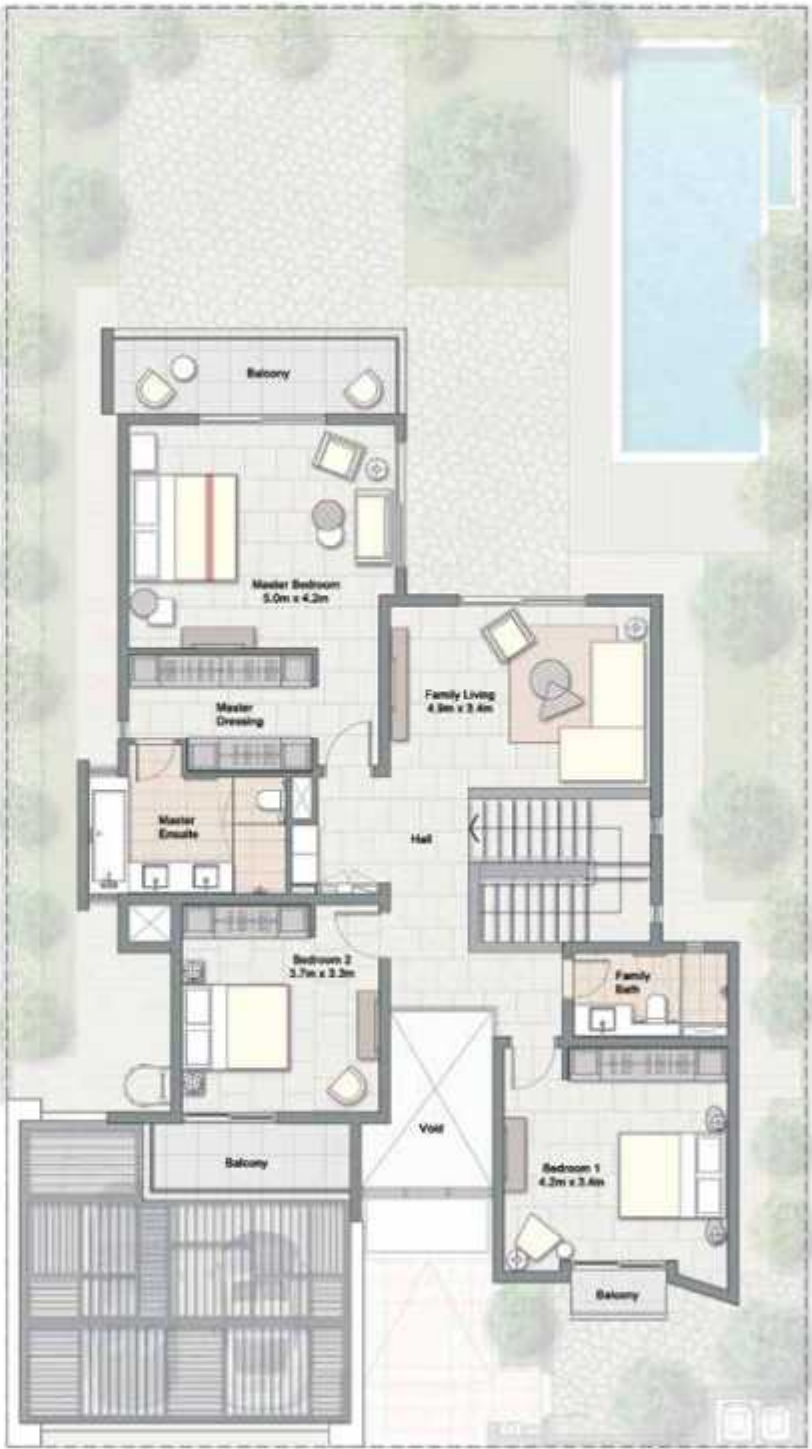 Balcony
Master Bedroom
5.0m x 4.2m
Master
Dressing
Family Living
4.9m x 3.4m
Master
Ensuite
Hall
Bedroom 2
3.7m x 3.3m
Family
Bath
Void
Balcony
Bedroom 1
4.2m x 3.4m
Balcony